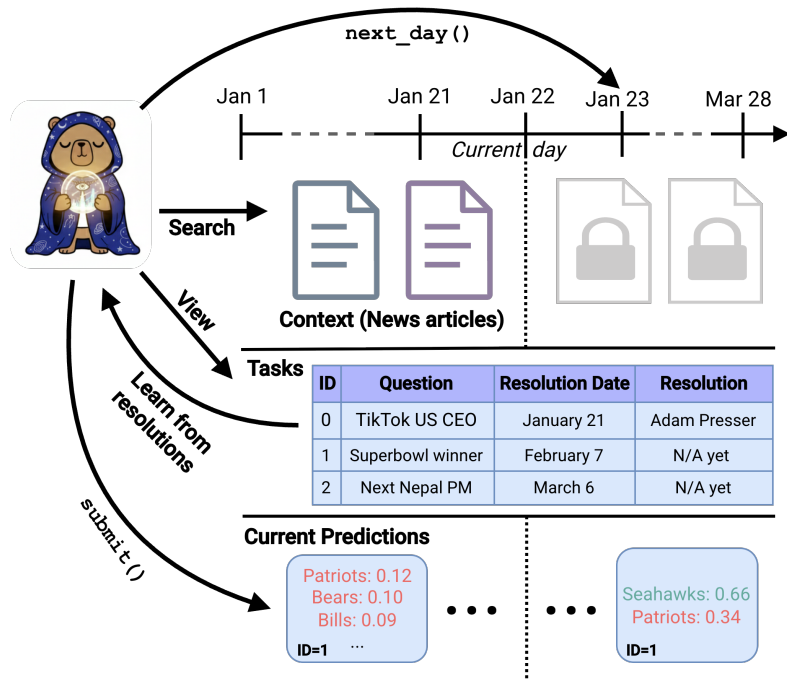 next_day()
Jan 1
Jan 21
Jan 22
Jan 23
Mar 28
Current day
Search
Context (News articles)
View
Learn from
resolutions
Tasks
ID Question Resolution Date Resolution
0 TikTok US CEO January 21 Adam Presser
1 Superbowl winner February 7 N/A yet
2 Next Nepal PM March 6 N/A yet
submit()
Current Predictions
Patriots: 0.12
Bears: 0.10
Bills: 0.09
...
ID=1
Seahawks: 0.66
Patriots: 0.34
ID=1